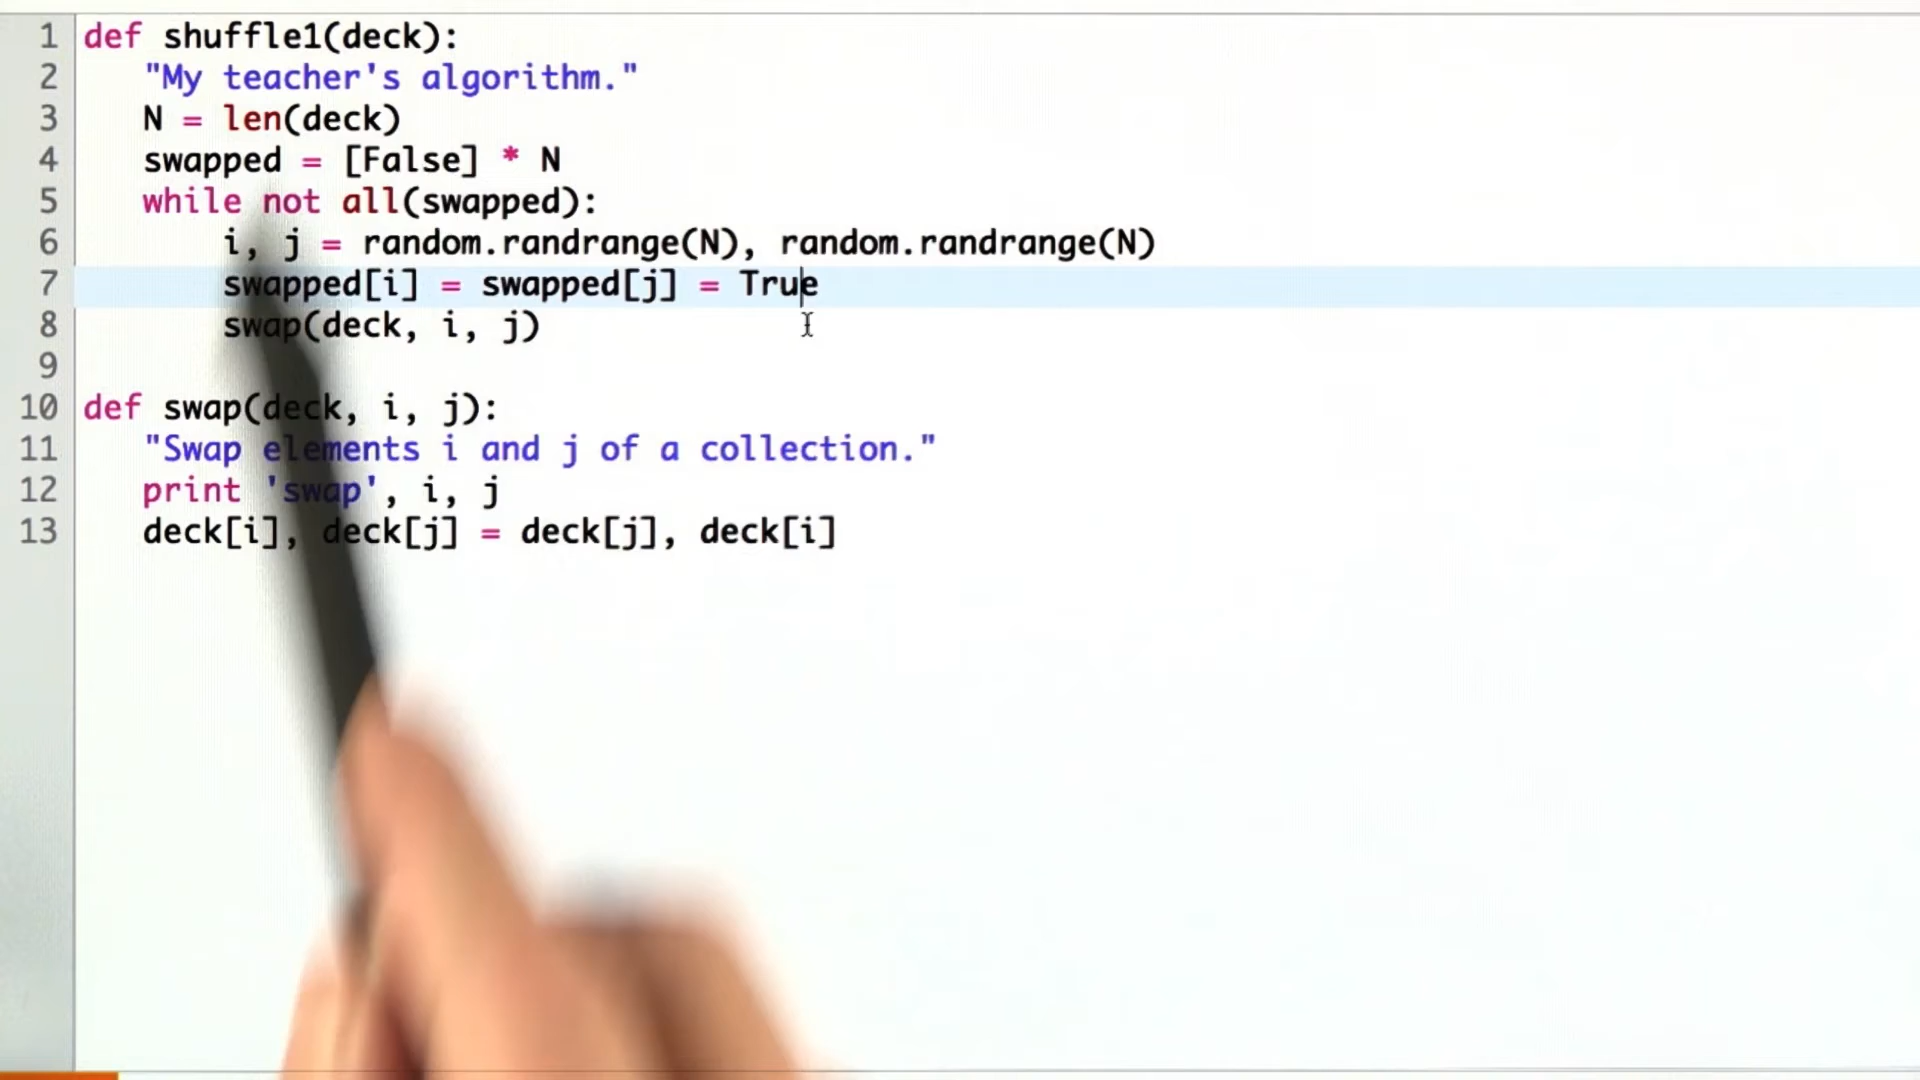 1 def shuffle1(deck):
2 "My teacher's algorithm."
3 N = len(deck)
4 swapped = [False] * N
5 while not all(swapped):
6 i, j = random.randrange(N), random.randrange(N)
7 swapped[i] = swapped[j] = True
8 swap(deck, i, j)
9
10 def swap(deck, i, j):
11 "Swap elements i and j of a collection."
12 print 'swap', i, j
13 deck[i], deck[j] = deck[j], deck[i]